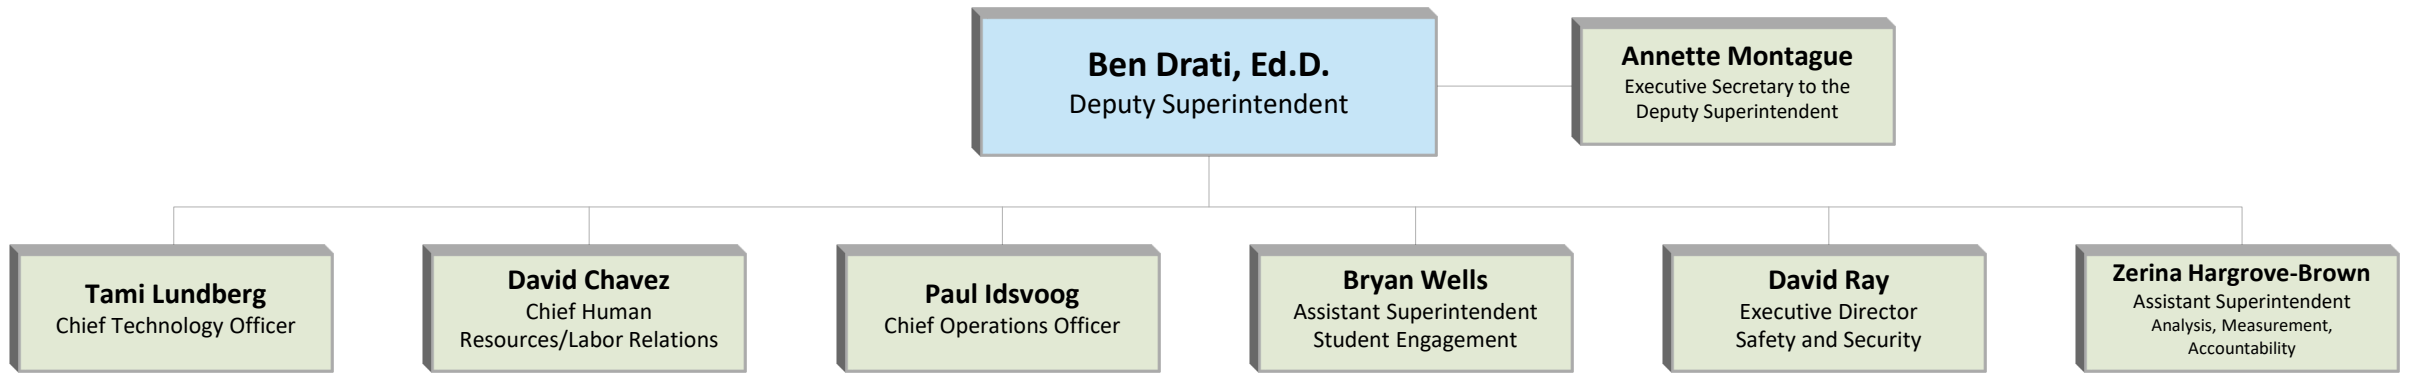 Ben Drati, Ed.D.
Deputy Superintendent
Annette Montague
Executive Secretary to the
Deputy Superintendent
Tami Lundberg
Chief Technology Officer
David Chavez
Chief Human
Resources/Labor Relations
Paul Idsvoog
Chief Operations Officer
Bryan Wells
Assistant Superintendent
Student Engagement
David Ray
Executive Director
Safety and Security
Zerina Hargrove-Brown
Assistant Superintendent
Analysis, Measurement,
Accountability